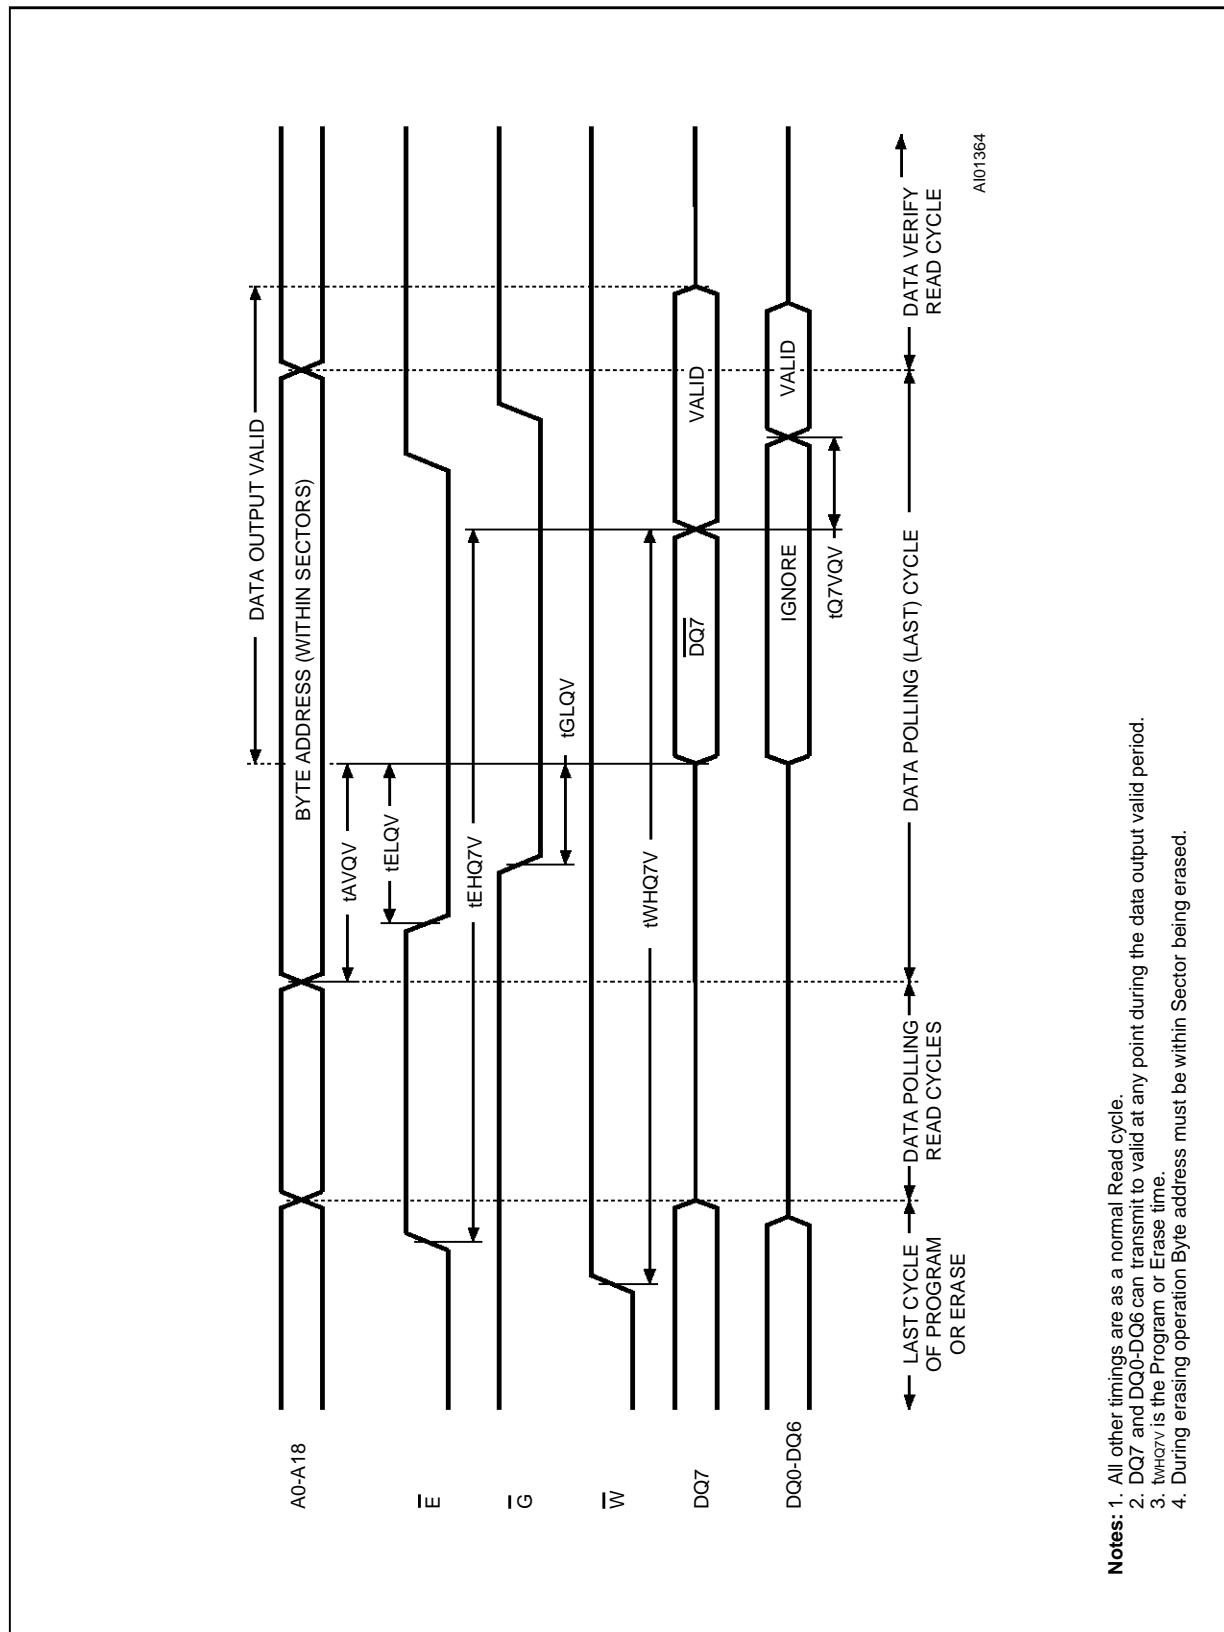 DATA OUTPUT VALID
A0-A18
BYTE ADDRESS (WITHIN SECTORS)
tAVQV
tELQV
E
tEHQ7V
G
tGLQV
W
tWHQ7V
DQ7
DQ7
VALID
DQ0-DQ6
IGNORE
VALID
tQ7VQV
LAST CYCLE
OF PROGRAM
OR ERASE
DATA POLLING
READ CYCLES
DATA POLLING (LAST) CYCLE
DATA VERIFY
READ CYCLE
AI01364
Notes: 1. All other timings are as a normal Read cycle.
2. DQ7 and DQ0-DQ6 can transmit to valid at any point during the data output valid period.
3. tWHQ7V is the Program or Erase time.
4. During erasing operation Byte address must be within Sector being erased.